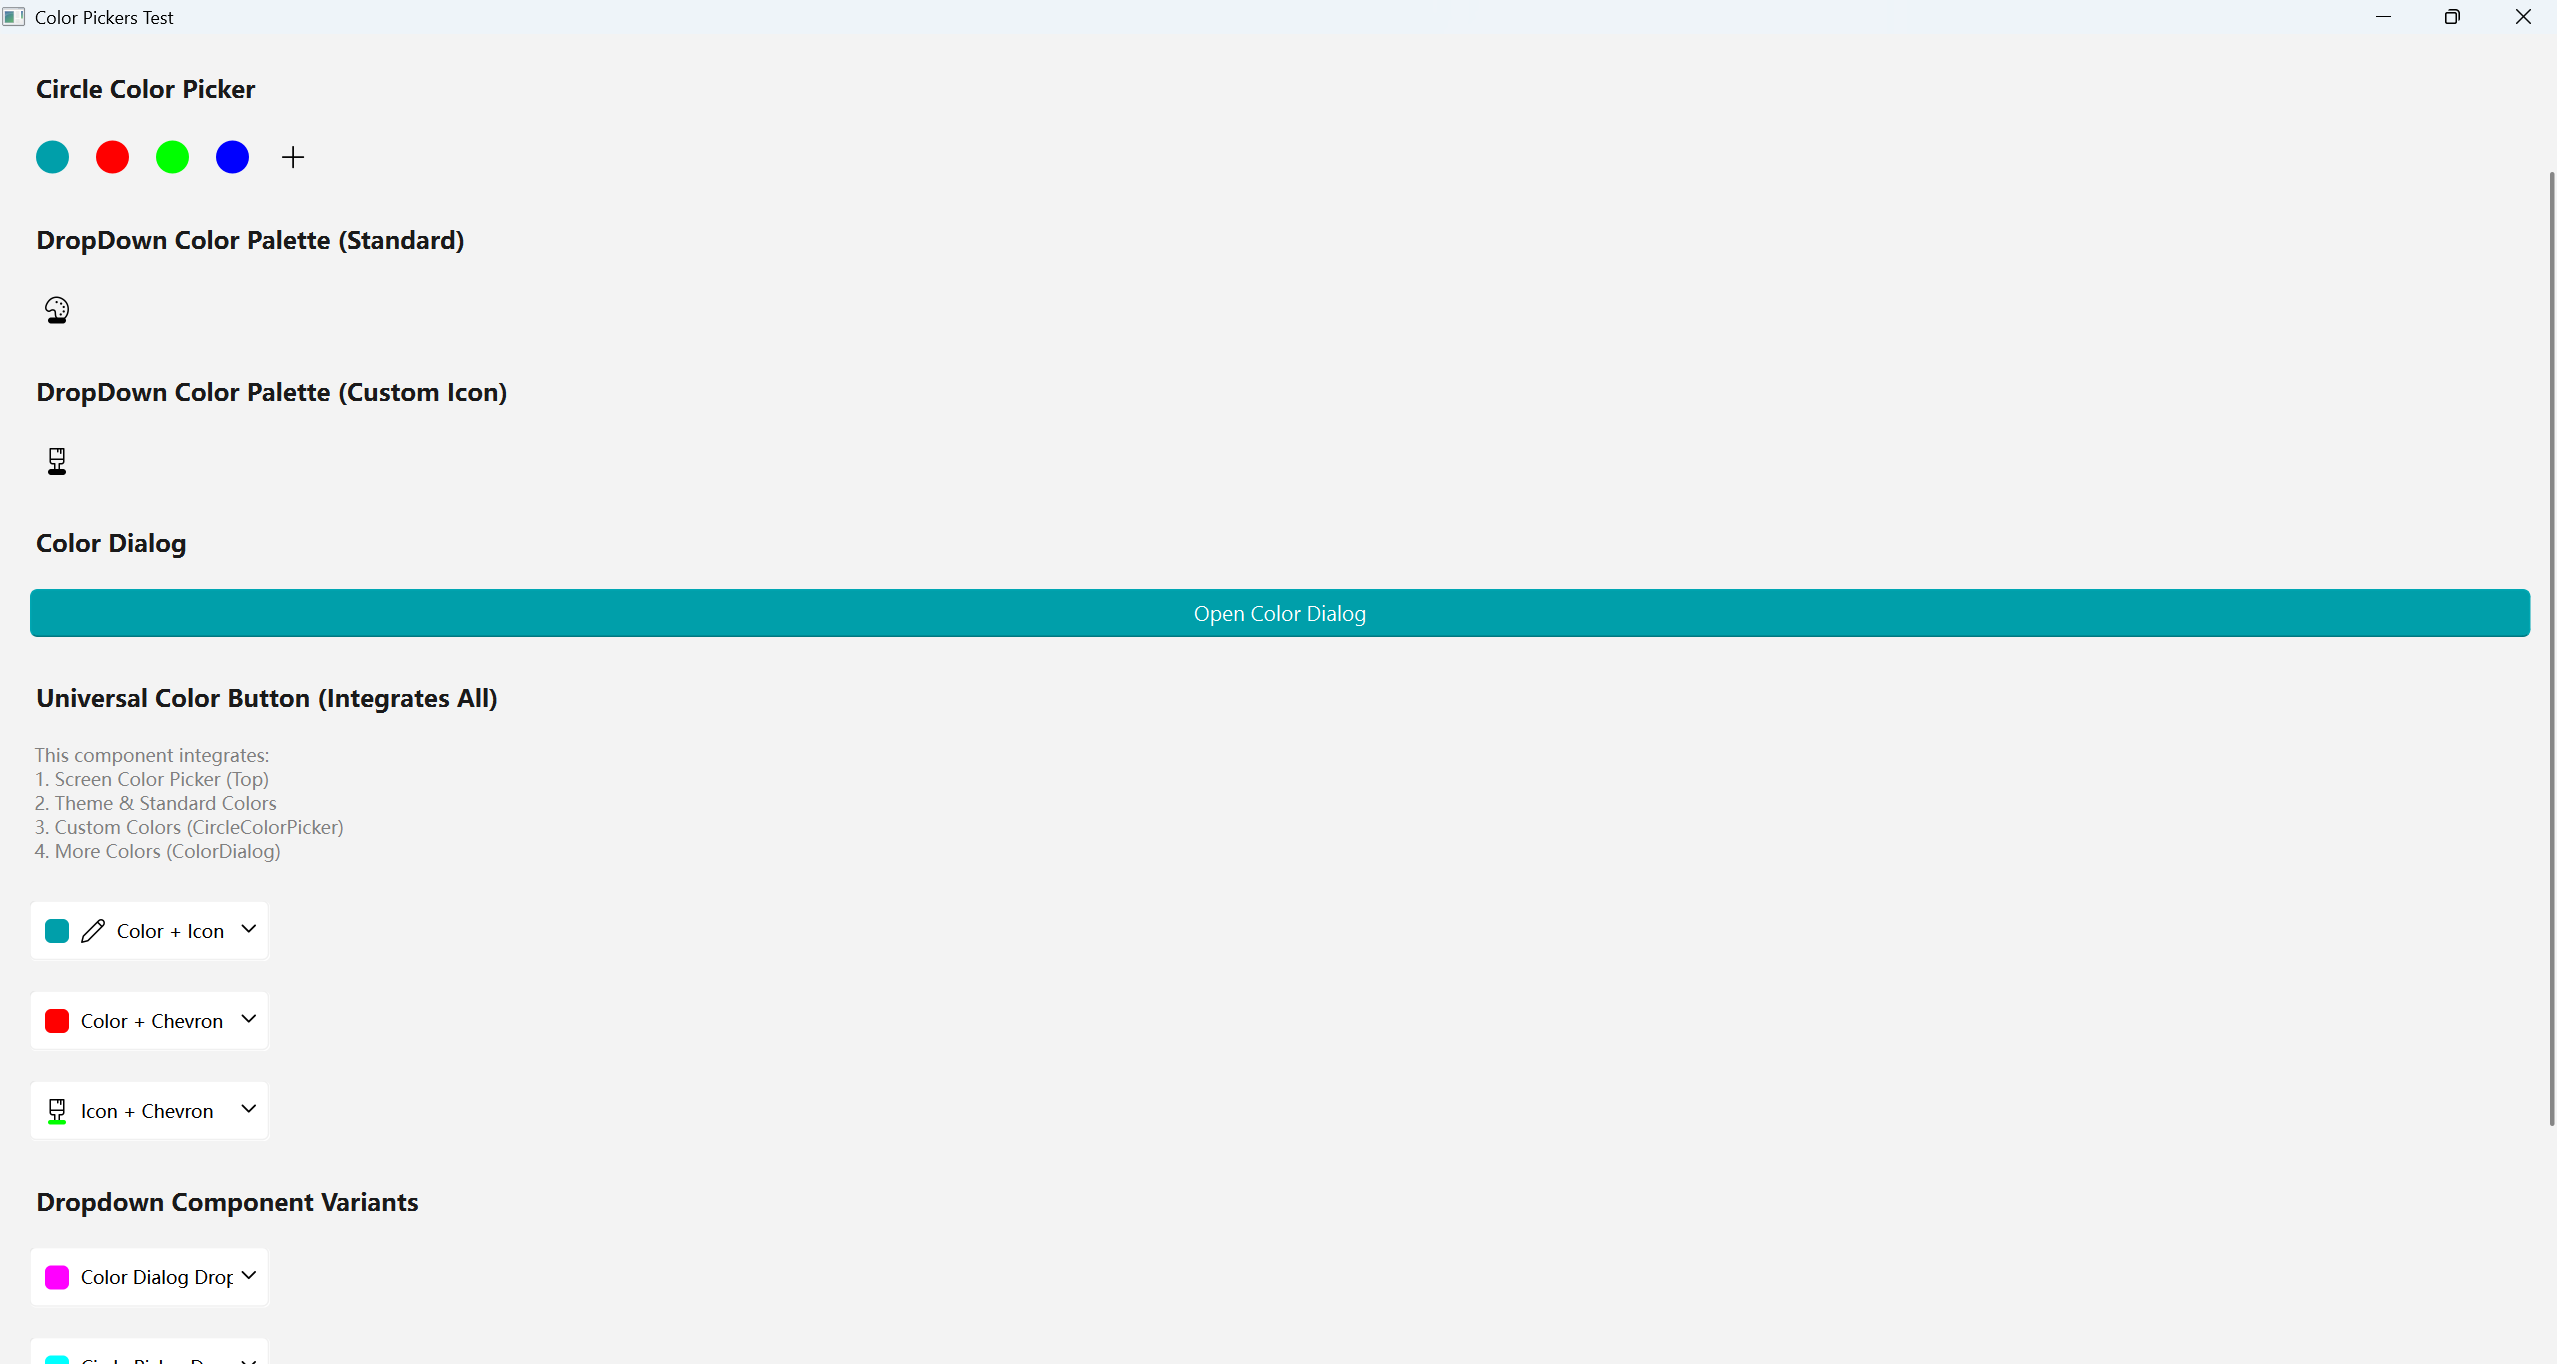 Color Pickers Test
Circle Color Picker
DropDown Color Palette (Standard)
DropDown Color Palette (Custom Icon)
Color Dialog
Open Color Dialog
Universal Color Button (Integrates All)
This component integrates:
1. Screen Color Picker (Top)
2. Theme & Standard Colors
3. Custom Colors (CircleColorPicker)
4. More Colors (ColorDialog)
Color + Icon
Color + Chevron
Icon + Chevron
Dropdown Component Variants
Color Dialog Drop